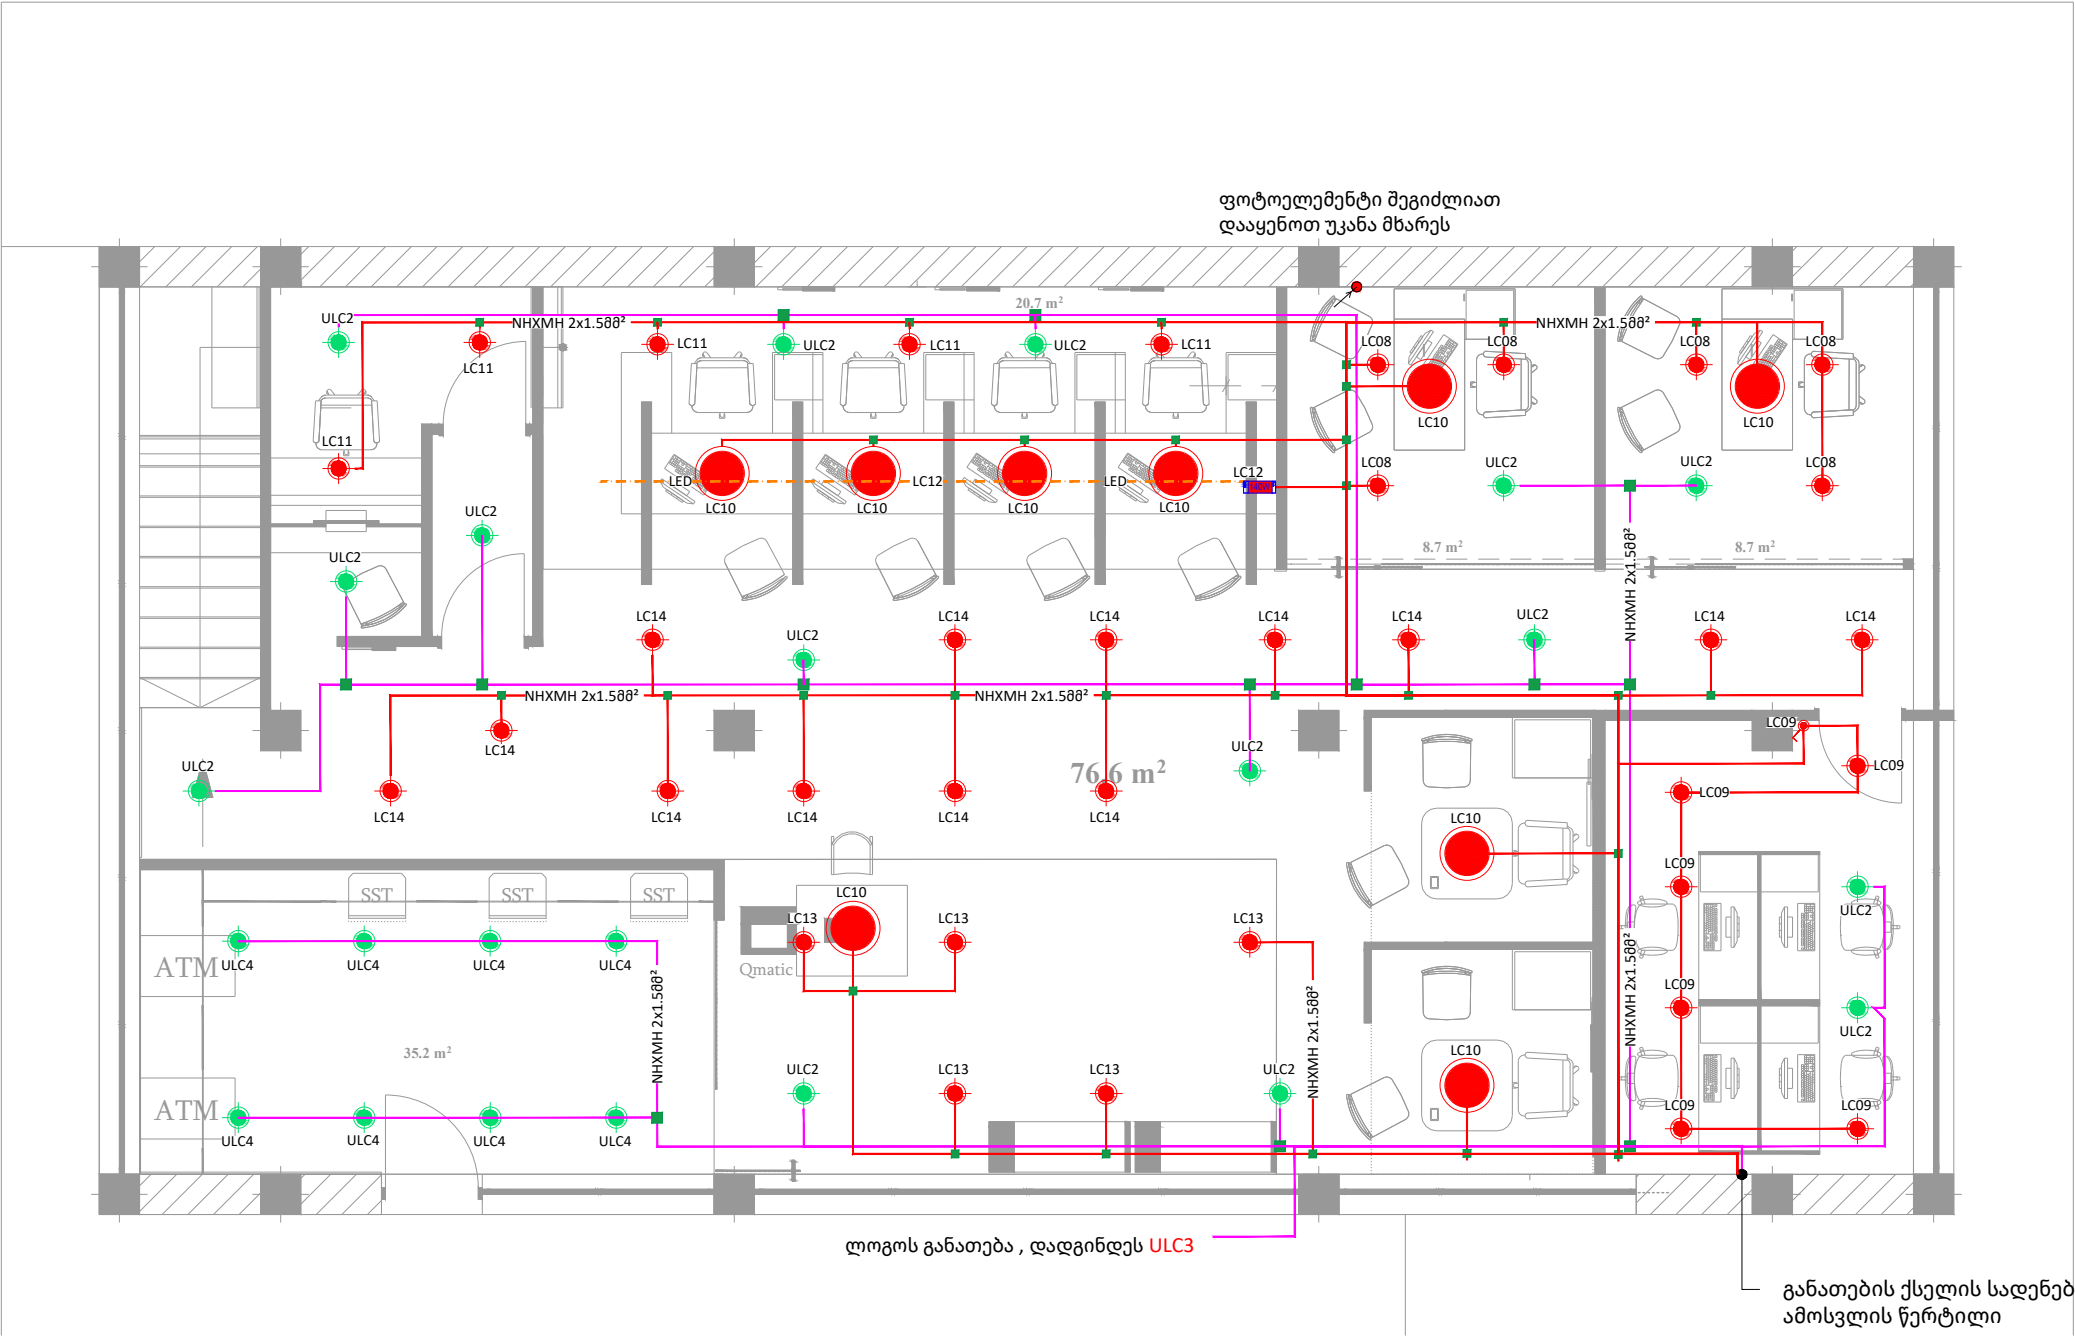 ფოტოელემენტი შეგიძლიათ
დააყენოთ უკანა მხარეს
20.7 m²
ULC2
NHXMH 2x1.5მმ²
NHXMH 2x1.5მმ²
LC11
LC11
ULC2
LC11
ULC2
LC11
LC08
LC08
LC08
LC08
LC10
LC10
LC11
LC08
ULC2
ULC2
LC08
LED
LC12
LED
LC12
LC10
LC10
LC10
LC10
ULC2
ULC2
8.7 m²
8.7 m²
NHXMH 2x1.5მმ²
LC14
LC14
LC14
LC14
LC14
ULC2
LC14
LC14
ULC2
NHXMH 2x1.5მმ²
NHXMH 2x1.5მმ²
LC14
LC09
ULC2
ULC2
76.6 m²
LC09
LC09
LC14
LC14
LC14
LC14
LC14
LC10
LC09
SST
SST
SST
LC10
LC13
LC13
LC13
ULC2
ATM
ULC4
ULC4
ULC4
ULC4
Qmatic
NHXMH 2x1.5მმ²
NHXMH 2x1.5მმ²
NHXMH 2x1.5მმ²
LC09
ULC2
35.2 m²
LC10
ULC2
LC13
LC13
ULC2
ATM
LC09
LC09
ULC4
ULC4
ULC4
ULC4
ლოგოს განათება , დადგინდეს ULC3
განათების ქსელის სადენებ
ამოსვლის წერტილი